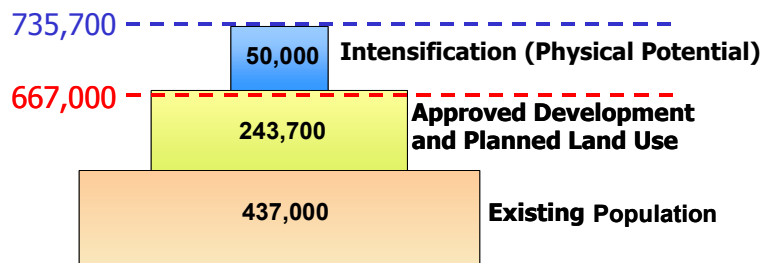 735,700
50,000 Intensification (Physical Potential)
667,000
Approved Development
243,700 and Planned Land Use
437,000 Existing Population